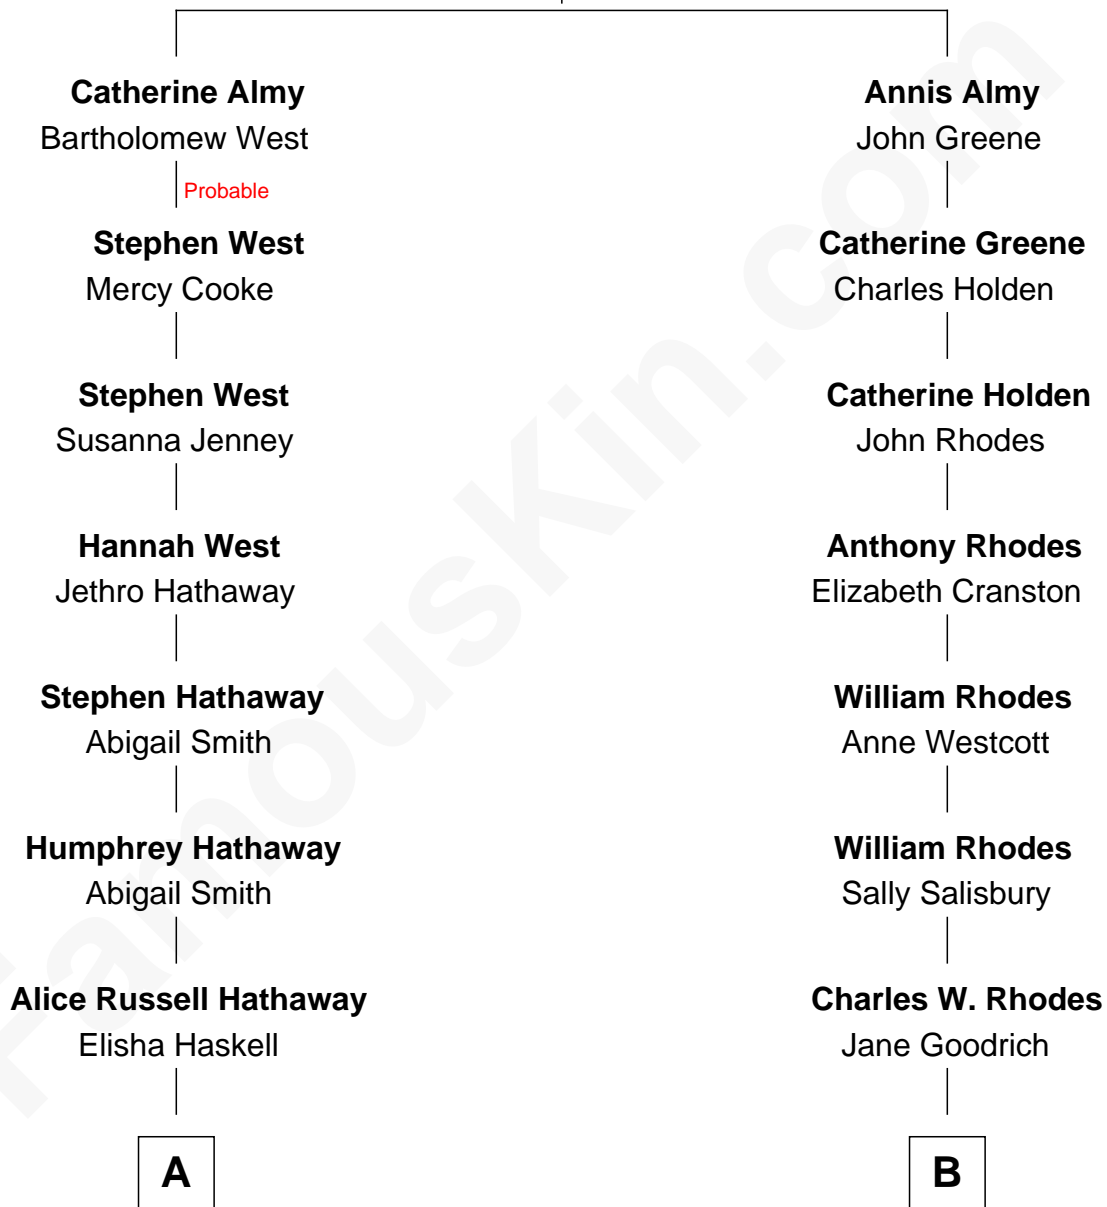 Catherine Almy
Bartholomew West
Probable
Stephen West
Mercy Cooke
Stephen West
Susanna Jenney
Hannah West
Jethro Hathaway
Stephen Hathaway
Abigail Smith
Humphrey Hathaway
Abigail Smith
Alice Russell Hathaway
Elisha Haskell
A
Annis Almy
John Greene
Catherine Greene
Charles Holden
Catherine Holden
John Rhodes
Anthony Rhodes
Elizabeth Cranston
William Rhodes
Anne Westcott
William Rhodes
Sally Salisbury
Charles W. Rhodes
Jane Goodrich
B
FamousKin.com